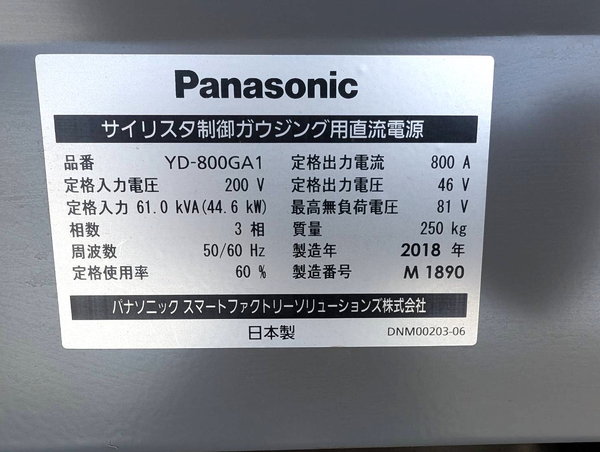 Panasonic
サイリスタ制御ガウジング用直流電源
品番 YD-800GA1 定格出力電流 800 A
定格入力電圧 200 V 定格出力電圧 46 V
定格入力 61.0 kVA(44.6 kW) 最高無負荷電圧 81 V
相数 3 相 質量 250 kg
周波数 50/60 Hz 製造年 2018 年
定格使用率 60 % 製造番号 M 1890
パナソニック スマートファクトリーソリューションズ株式会社
日本製 DNM00203-06